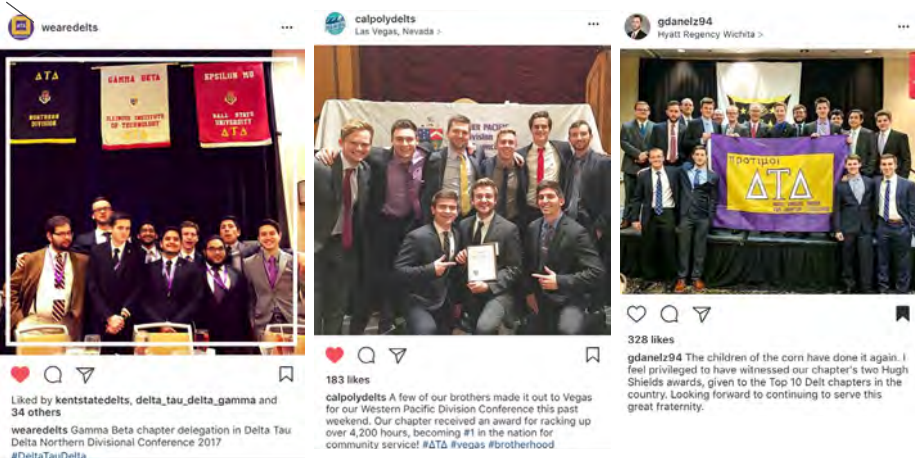 wearedelts
ΔΤΔ
NORTHERN
DIVISION
GAMMA BETA
ILLINOIS INSTITUTE
OF TECHNOLOGY
EPSILON MU
BALL STATE
UNIVERSITY
ΔΤΔ
Liked by kentstatedelts, delta_tau_delta_gamma and
34 others
wearedelts Gamma Beta chapter delegation in Delta Tau
Delta Northern Divisional Conference 2017
#DeltaTauDelta
calpolydelts
Las Vegas, Nevada >
183 likes
calpolydelts A few of our brothers made it out to Vegas
for our Western Pacific Division Conference this past
weekend. Our chapter received an award for racking up
over 4,200 hours, becoming #1 in the nation for
community service! #ΔΤΔ #vegas #brotherhood
gdanelz94
Hyatt Regency Wichita >
προτιμοι
ΔΤΔ
328 likes
gdanelz94 The children of the corn have done it again. I
feel privileged to have witnessed our chapter's two Hugh
Shields awards, given to the Top 10 Delt chapters in the
country. Looking forward to continuing to serve this
great fraternity.